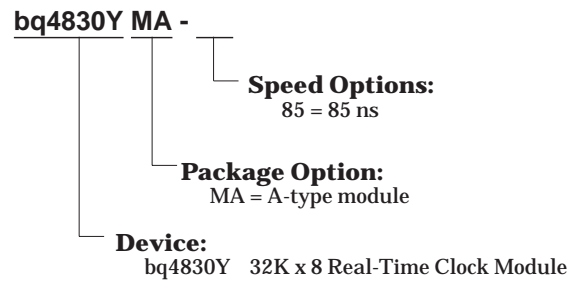 bq4830Y MA -
Speed Options:
85 = 85 ns
Package Option:
MA = A-type module
Device:
bq4830Y 32K x 8 Real-Time Clock Module